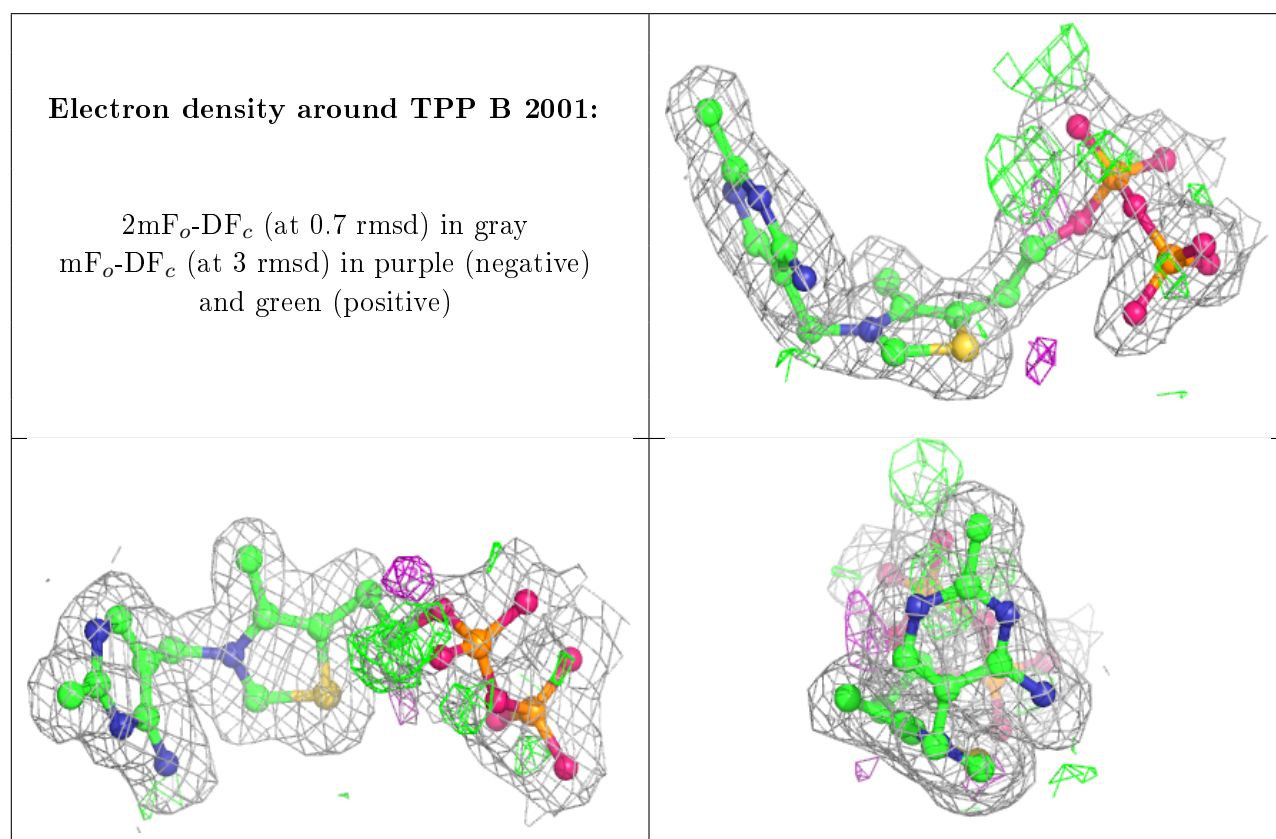 Electron density around TPP B 2001:
2mFo-DFc (at 0.7 rmsd) in gray
mFo-DFc (at 3 rmsd) in purple (negative)
and green (positive)